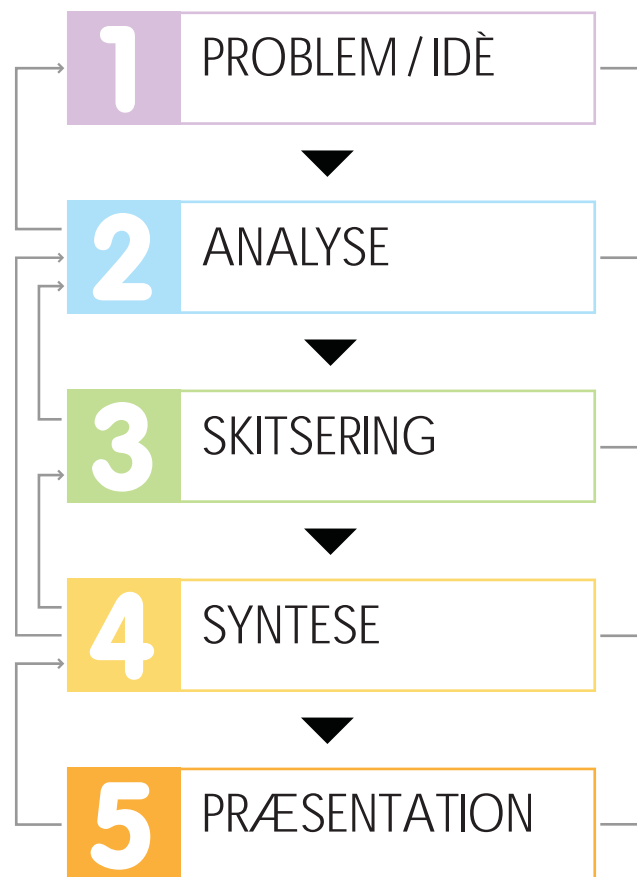 1 PROBLEM / IDÈ
2 ANALYSE
3 SKITSERING
4 SYNTESE
5 PRÆSENTATION